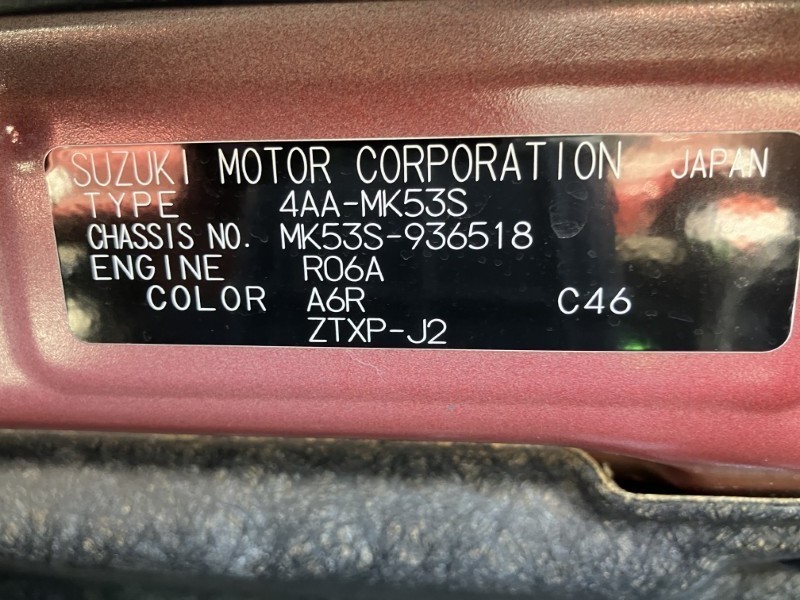 SUZUKI MOTOR CORPORATION JAPAN
TYPE 4AA-MK53S
CHASSIS NO. MK53S-936518
ENGINE R06A
COLOR A6R C46
ZTXP-J2